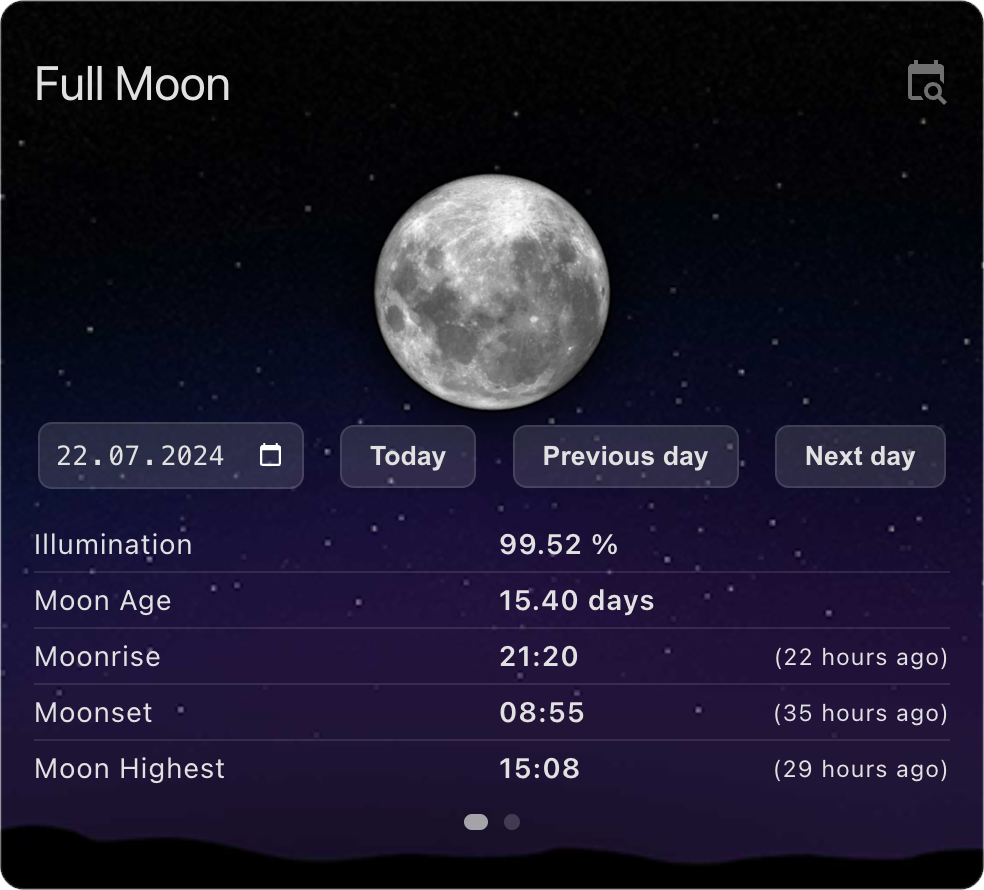 Full Moon
22.07.2024 Today Previous day Next day
Illumination 99.52 %
Moon Age 15.40 days
Moonrise 21:20 (22 hours ago)
Moonset 08:55 (35 hours ago)
Moon Highest 15:08 (29 hours ago)